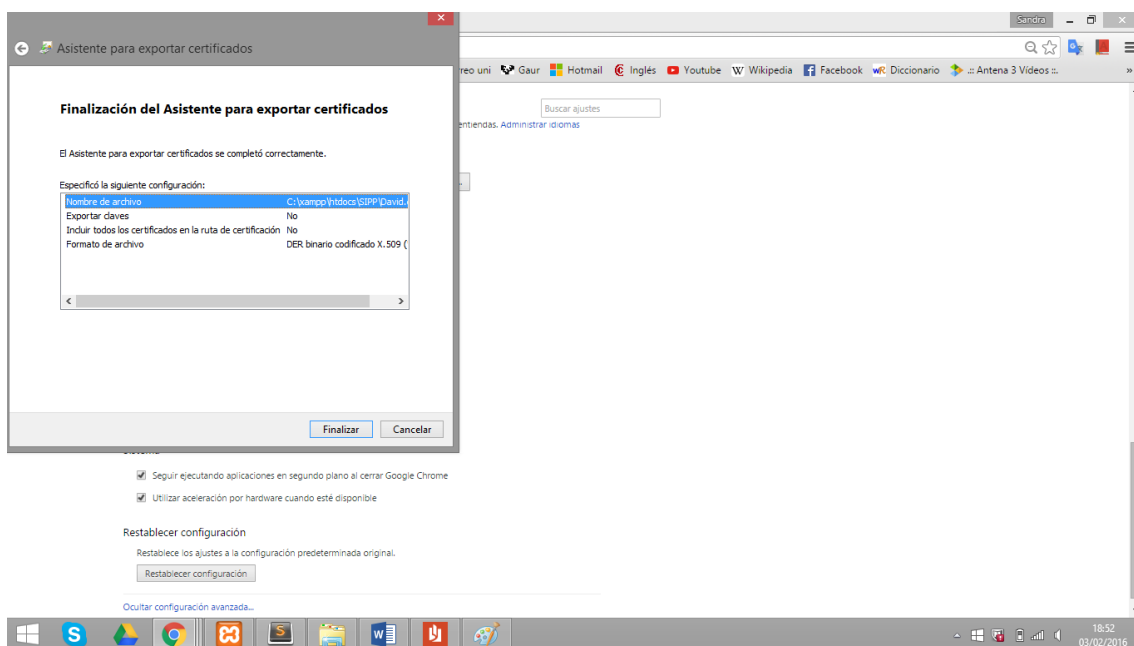 Sandra
Asistente para exportar certificados
reo uni Gaur Hotmail Inglés Youtube Wikipedia Facebook Diccionario .:: Antena 3 Vídeos ::. »
Finalización del Asistente para exportar certificados
Buscar ajustes
entiendas. Administrar idiomas
El Asistente para exportar certificados se completó correctamente.
Especificó la siguiente configuración:
Nombre de archivo C:\xampp\htdocs\SIPP\David.
Exportar claves No
Incluir todos los certificados en la ruta de certificación No
Formato de archivo DER binario codificado X.509 (
Finalizar Cancelar
Sistema
Seguir ejecutando aplicaciones en segundo plano al cerrar Google Chrome
Utilizar aceleración por hardware cuando esté disponible
Restablecer configuración
Restablece los ajustes a la configuración predeterminada original.
Restablecer configuración
Ocultar configuración avanzada...
18:52
03/02/2016